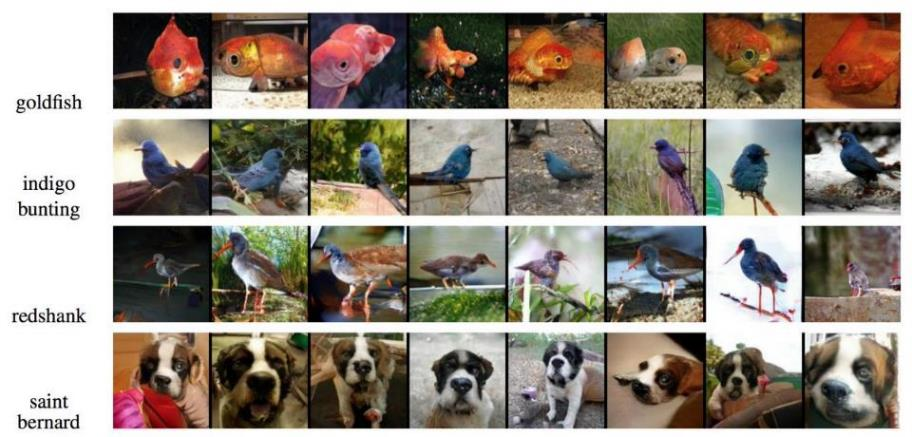 goldfish
indigo
bunting
redshank
saint
bernard